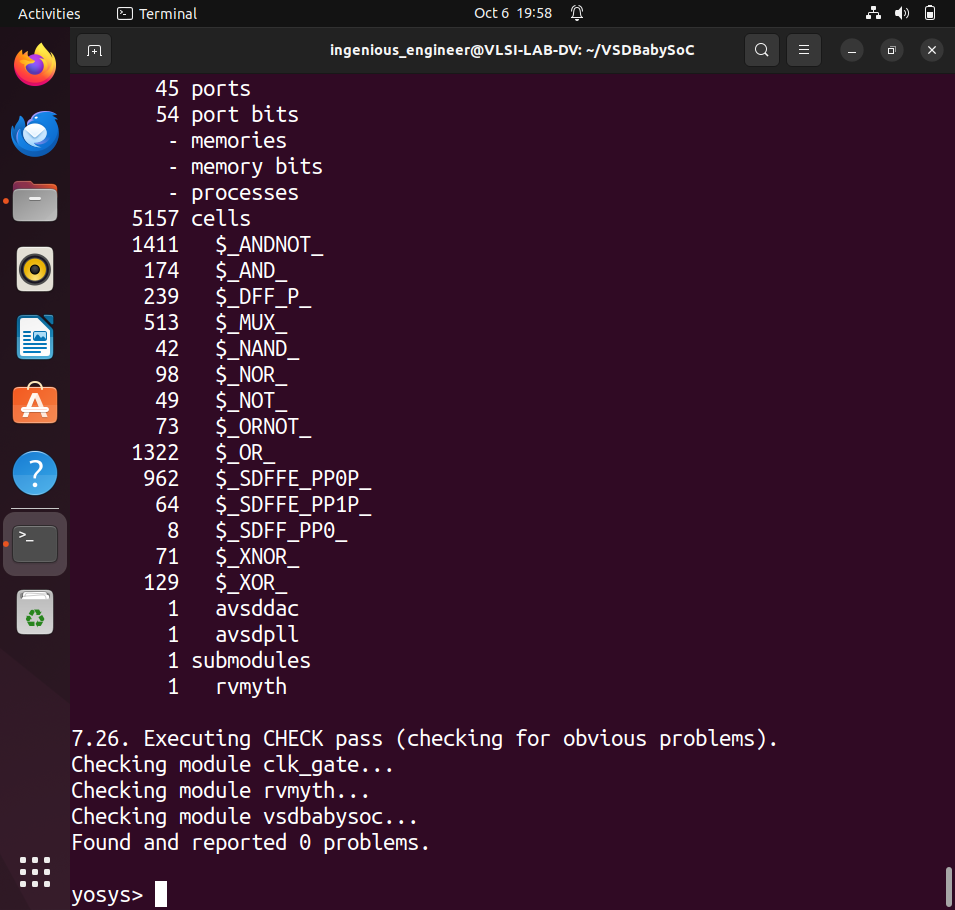 Activities Terminal Oct 6 19:58
ingenious_engineer@VLSI-LAB-DV: ~/VSDBabySoC
45 ports
54 port bits
- memories
- memory bits
- processes
5157 cells
1411 $_ANDNOT_
174 $_AND_
239 $_DFF_P_
513 $_MUX_
42 $_NAND_
98 $_NOR_
49 $_NOT_
73 $_ORNOT_
1322 $_OR_
962 $_SDFFE_PP0P_
64 $_SDFFE_PP1P_
8 $_SDFF_PP0_
71 $_XNOR_
129 $_XOR_
1 avsddac
1 avsdpll
1 submodules
1 rvmyth
7.26. Executing CHECK pass (checking for obvious problems).
Checking module clk_gate...
Checking module rvmyth...
Checking module vsdbabysoc...
Found and reported 0 problems.
yosys>